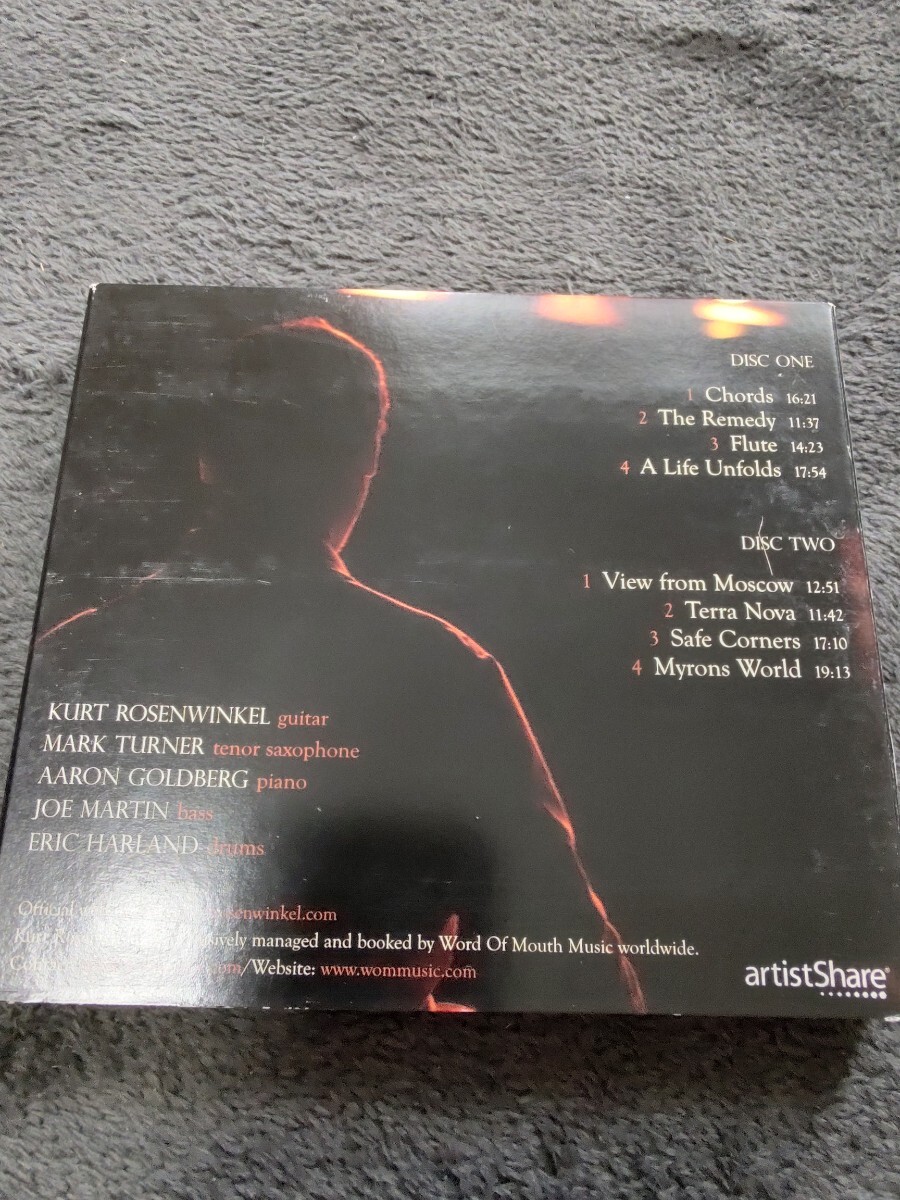 DISC ONE
1 Chords 16:21
2 The Remedy 11:37
3 Flute 14:23
4 A Life Unfolds 17:54
DISC TWO
1 View from Moscow 12:51
2 Terra Nova 11:42
3 Safe Corners 17:10
4 Myrons World 19:13
KURT ROSENWINKEL guitar
MARK TURNER tenor saxophone
AARON GOLDBERG piano
JOE MARTIN bass
ERIC HARLAND drums
Official
Kurt managed and booked by Word Of Mouth Music worldwide.
/Website: www.wommusic.com
artistShare